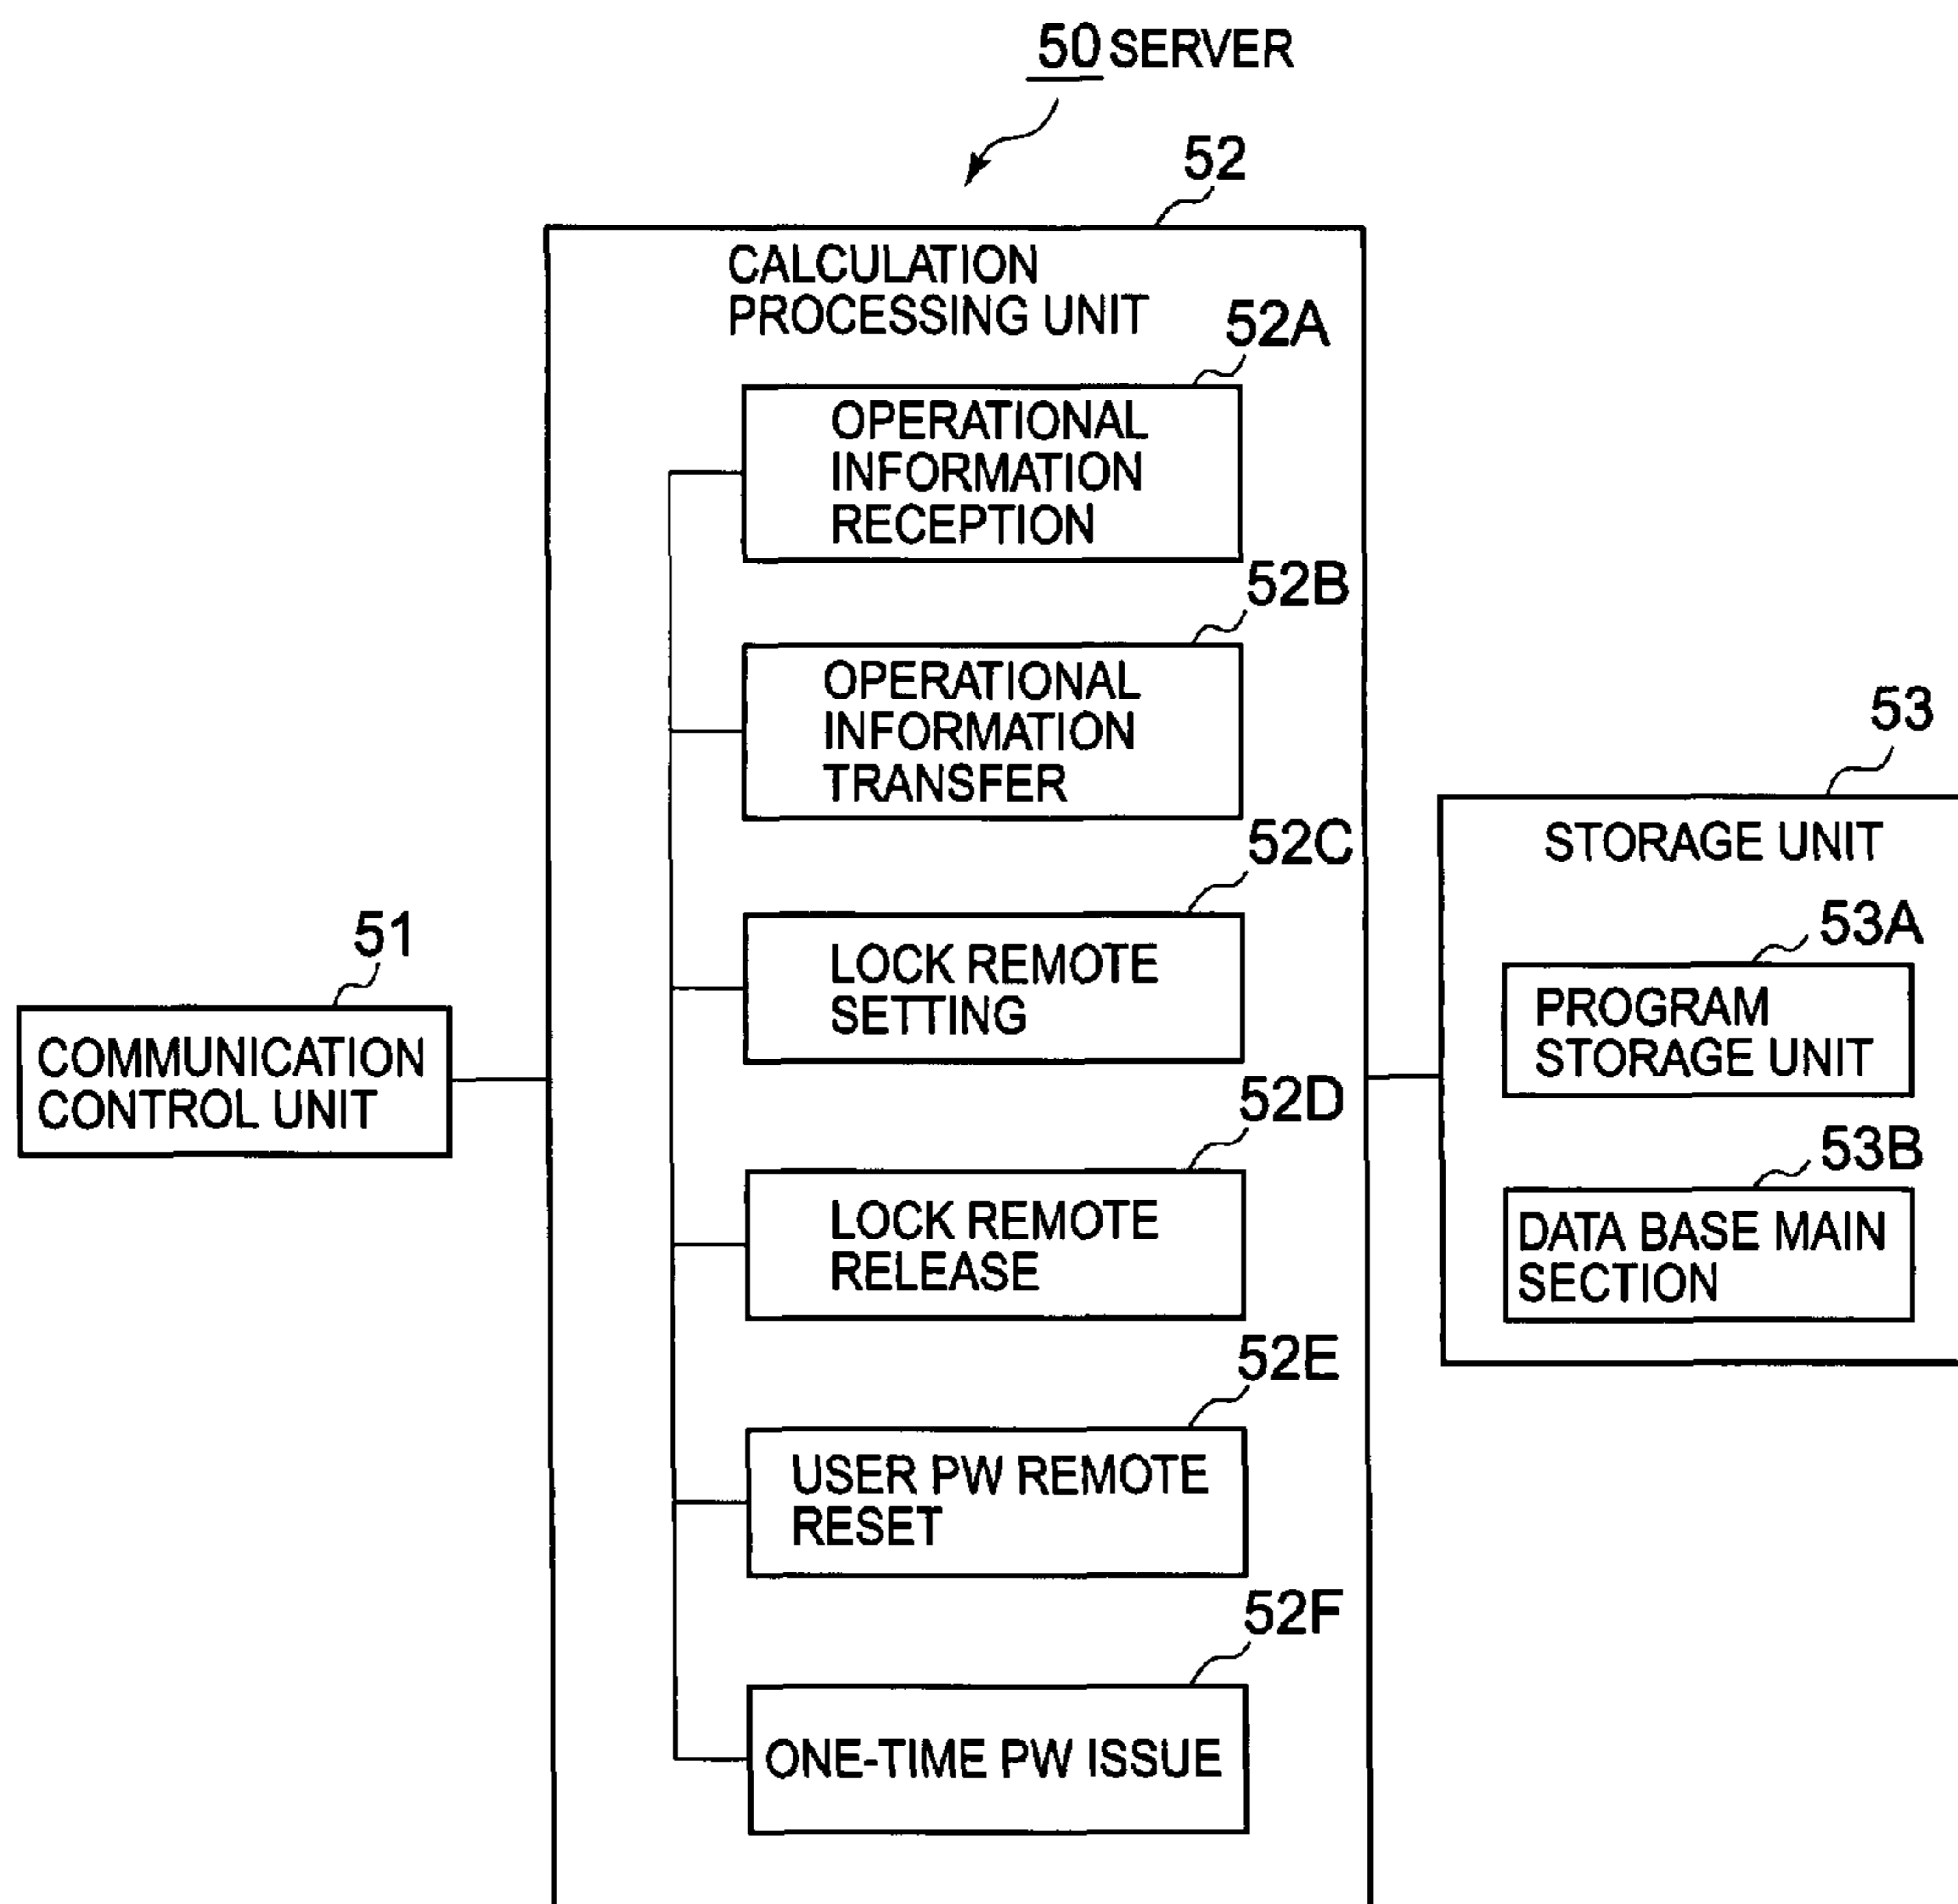 50 SERVER
52
CALCULATION
PROCESSING UNIT
52A
OPERATIONAL
INFORMATION
RECEPTION
52B
OPERATIONAL
INFORMATION
TRANSFER
52C
LOCK REMOTE
SETTING
52D
LOCK REMOTE
RELEASE
52E
USER PW REMOTE
RESET
52F
ONE-TIME PW ISSUE
51
COMMUNICATION
CONTROL UNIT
53
STORAGE UNIT
53A
PROGRAM
STORAGE UNIT
53B
DATA BASE MAIN
SECTION